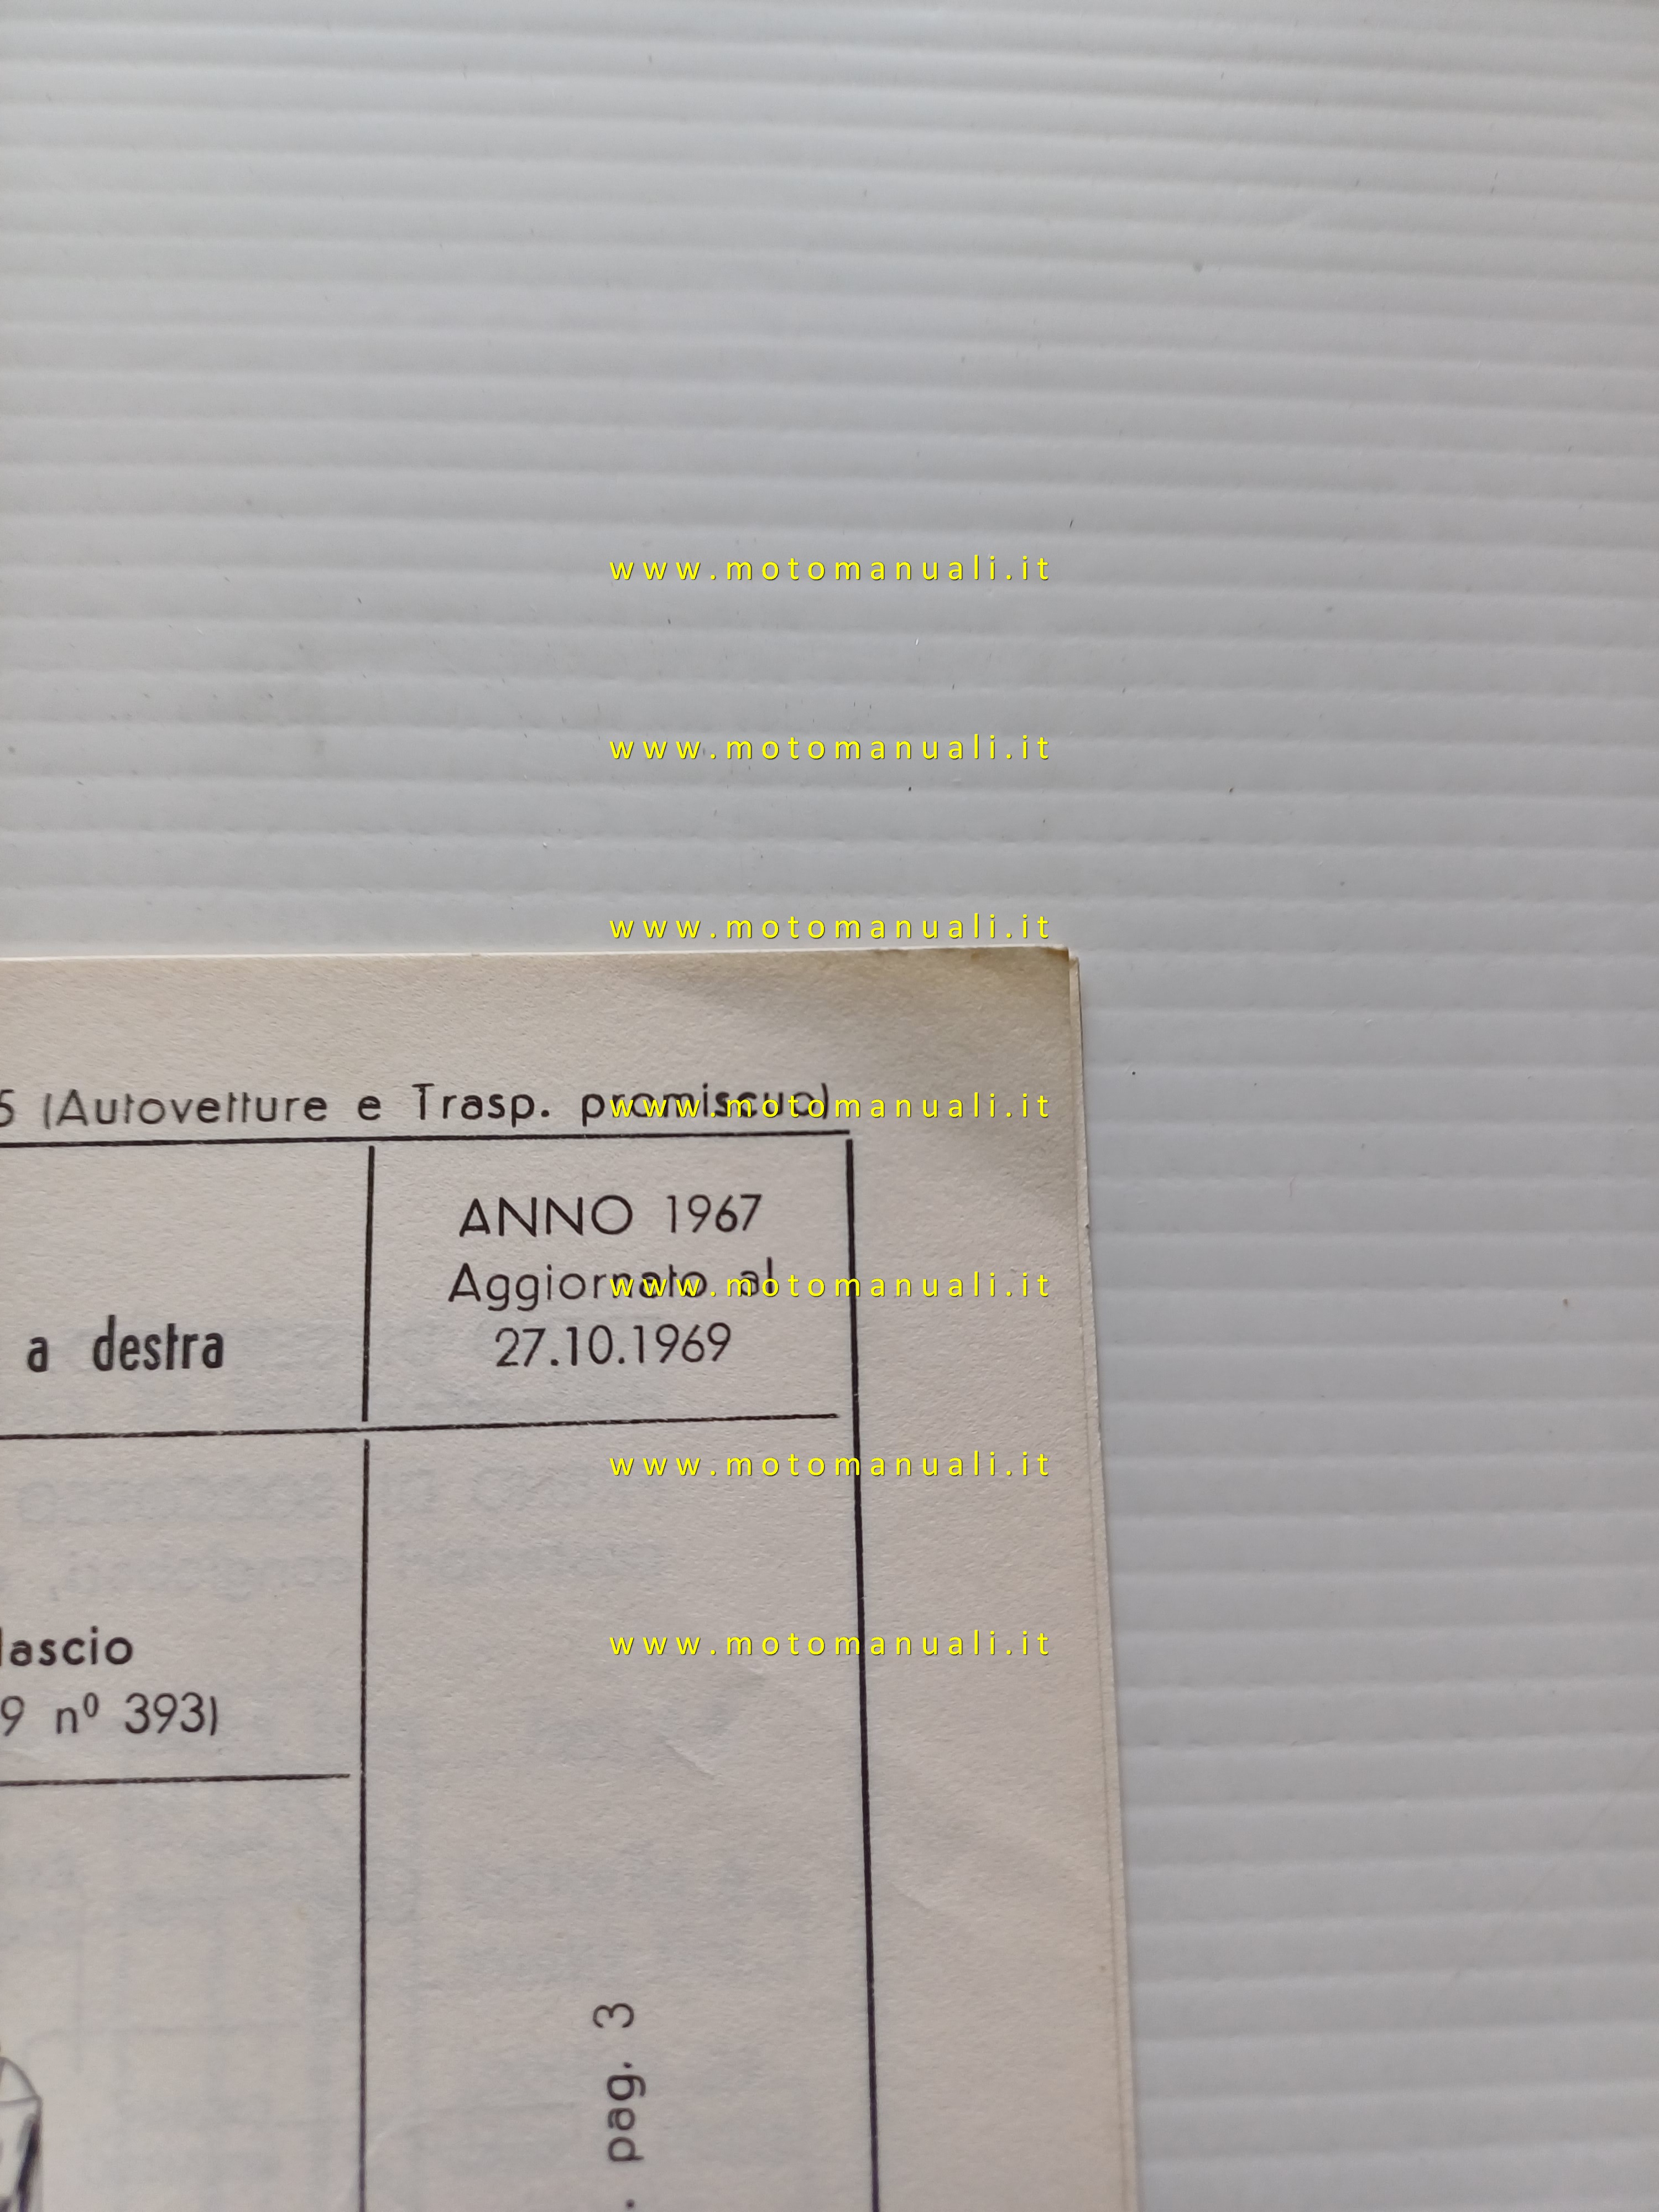 www.motomanuali.it
www.motomanuali.it
www.motomanuali.it
5 (Autovetture e Trasp. promiscuo)
www.motomanuali.it
ANNO 1967
Aggiornato al
www.motomanuali.it
27.10.1969
a destra
www.motomanuali.it
lascio
www.motomanuali.it
9 nº 393)
. pag. 3